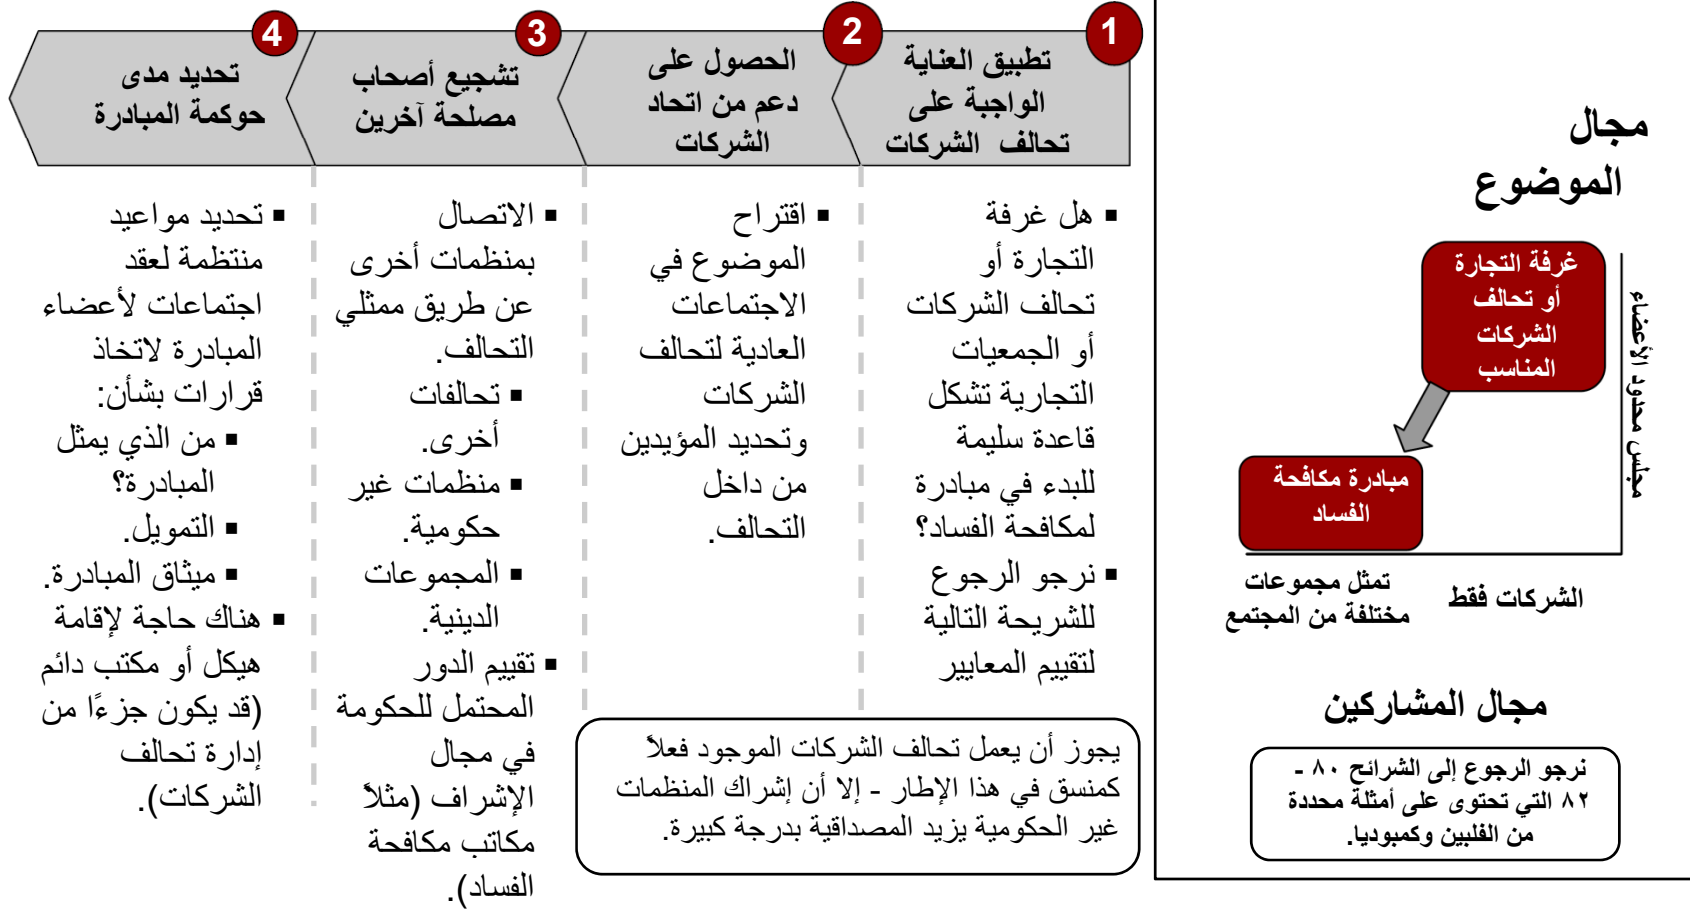 مجال
الموضوع
غرفة التجارة
أو تحالف
الشركات
المناسب
مجلس محدود الأعضاء
مبادرة مكافحة
الفساد
الشركات فقط
تمثل مجموعات
مختلفة من المجتمع
مجال المشاركين
نرجو الرجوع إلى الشرائح ٨٠ -
٨٢ التي تحتوى على أمثلة محددة
من الفلبين وكمبوديا.
1
تطبيق العناية
الواجبة على
تحالف الشركات
▪ هل غرفة
التجارة أو
تحالف الشركات
أو الجمعيات
التجارية تشكل
قاعدة سليمة
للبدء في مبادرة
لمكافحة الفساد؟
▪ نرجو الرجوع
للشريحة التالية
لتقييم المعايير
2
الحصول على
دعم من اتحاد
الشركات
▪ اقتراح
الموضوع في
الاجتماعات
العادية لتحالف
الشركات
وتحديد المؤيدين
من داخل
التحالف.
3
تشجيع أصحاب
مصلحة آخرين
▪ الاتصال
بمنظمات أخرى
عن طريق ممثلي
التحالف.
▪ تحالفات
أخرى.
▪ منظمات غير
حكومية.
▪ المجموعات
الدينية.
▪ تقييم الدور
المحتمل للحكومة
في مجال
الإشراف (مثلاً
مكاتب مكافحة
الفساد).
4
تحديد مدى
حوكمة المبادرة
▪ تحديد مواعيد
منتظمة لعقد
اجتماعات لأعضاء
المبادرة لاتخاذ
قرارات بشأن:
▪ من الذي يمثل
المبادرة؟
▪ التمويل.
▪ ميثاق المبادرة.
▪ هناك حاجة لإقامة
هيكل أو مكتب دائم
(قد يكون جزءًا من
إدارة تحالف
الشركات).
يجوز أن يعمل تحالف الشركات الموجود فعلاً
كمنسق في هذا الإطار - إلا أن إشراك المنظمات
غير الحكومية يزيد المصداقية بدرجة كبيرة.